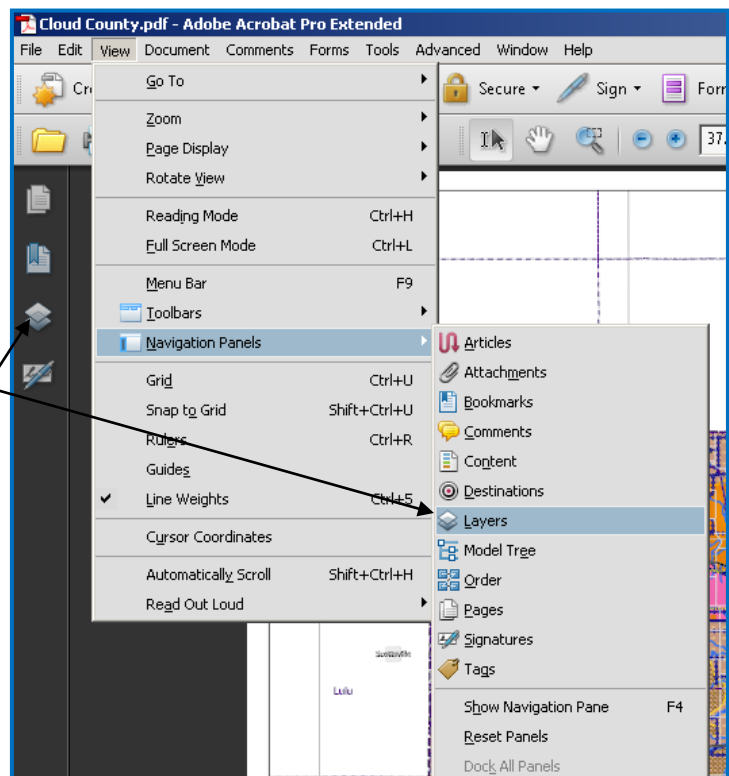 Cloud County.pdf - Adobe Acrobat Pro Extended
File Edit View Document Comments Forms Tools Advanced Window Help
Secure Sign
37.
Go To
Zoom
Page Display
Rotate View
Reading Mode Ctrl+H
Full Screen Mode Ctrl+L
Menu Bar F9
Toolbars
Navigation Panels
Grid Ctrl+U
Snap to Grid Shift+Ctrl+U
Rulers Ctrl+R
Guides
Line Weights Ctrl+5
Cursor Coordinates
Automatically Scroll Shift+Ctrl+H
Read Out Loud
Articles
Attachments
Bookmarks
Comments
Content
Destinations
Layers
Model Tree
Order
Pages
Signatures
Tags
Show Navigation Pane F4
Reset Panels
Dock All Panels
Lulu